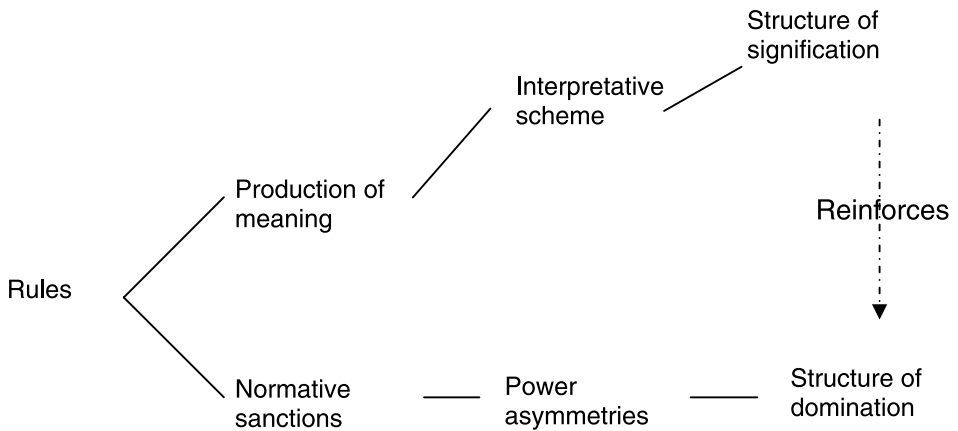 Structure of
signification
Interpretative
scheme
Production of
meaning
Reinforces
Rules
Normative
sanctions
Power
asymmetries
Structure of
domination